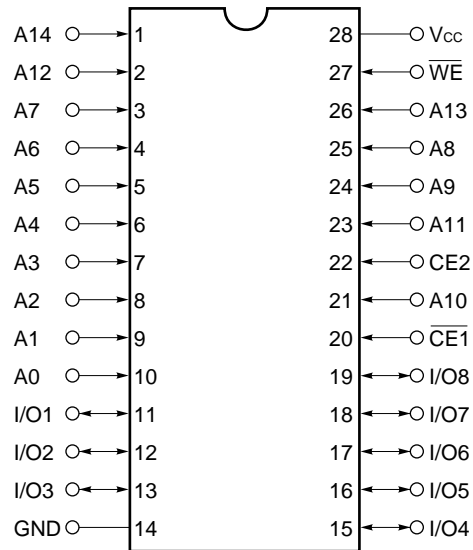 A14 1 28 VCC
A12 2 27 W̅E̅
A7 3 26 A13
A6 4 25 A8
A5 5 24 A9
A4 6 23 A11
A3 7 22 CE2
A2 8 21 A10
A1 9 20 C̅E̅1̅
A0 10 19 I/O8
I/O1 11 18 I/O7
I/O2 12 17 I/O6
I/O3 13 16 I/O5
GND 14 15 I/O4